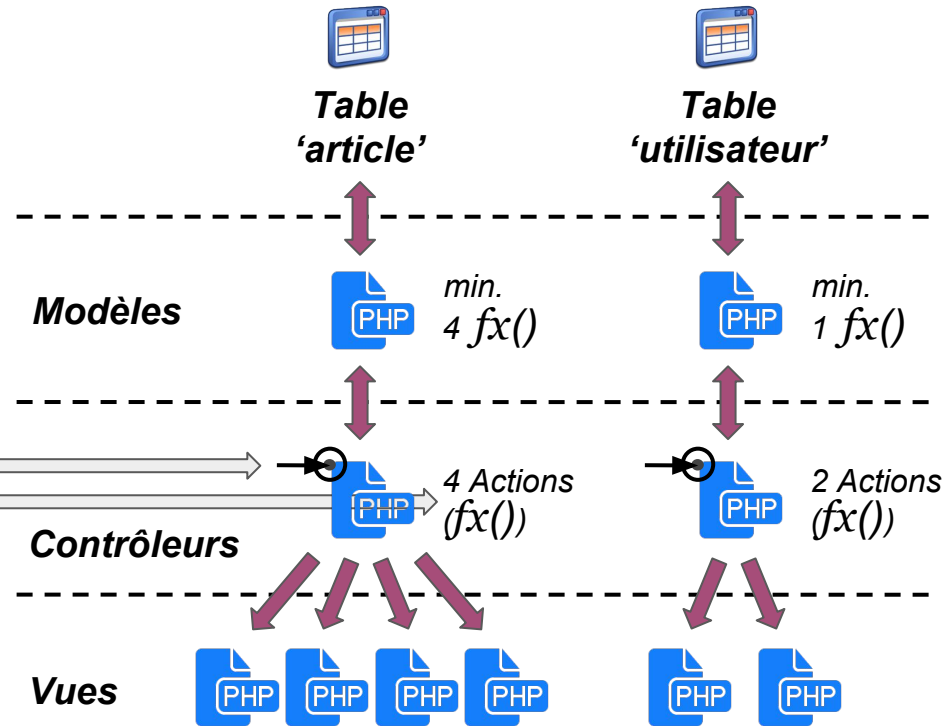 Table
‘article’
Table
‘utilisateur’
Modèles
PHP
min.
4 fx()
PHP
min.
1 fx()
Contrôleurs
PHP
4 Actions
(fx())
PHP
2 Actions
(fx())
Vues
PHP
PHP
PHP
PHP
PHP
PHP